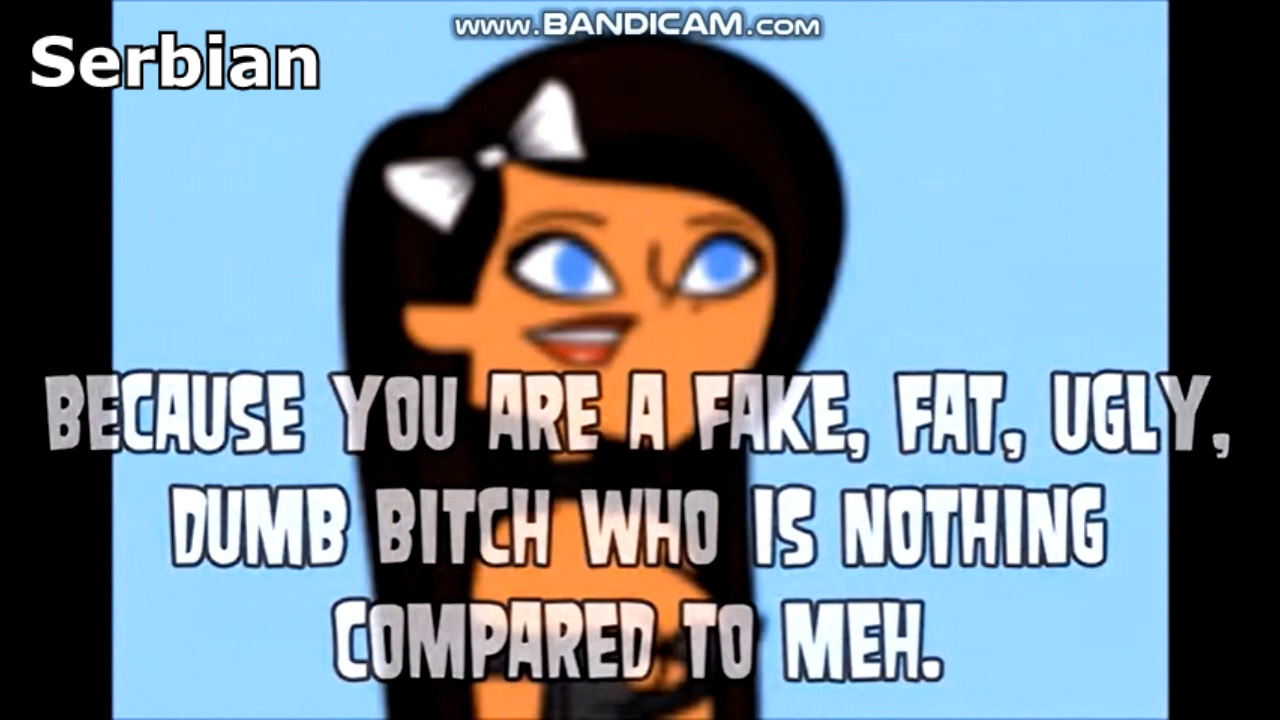 www.BANDICAM.com
Serbian
BECAUSE YOU ARE A FAKE, FAT, UGLY,
DUMB BITCH WHO IS NOTHING
COMPARED TO MEH.